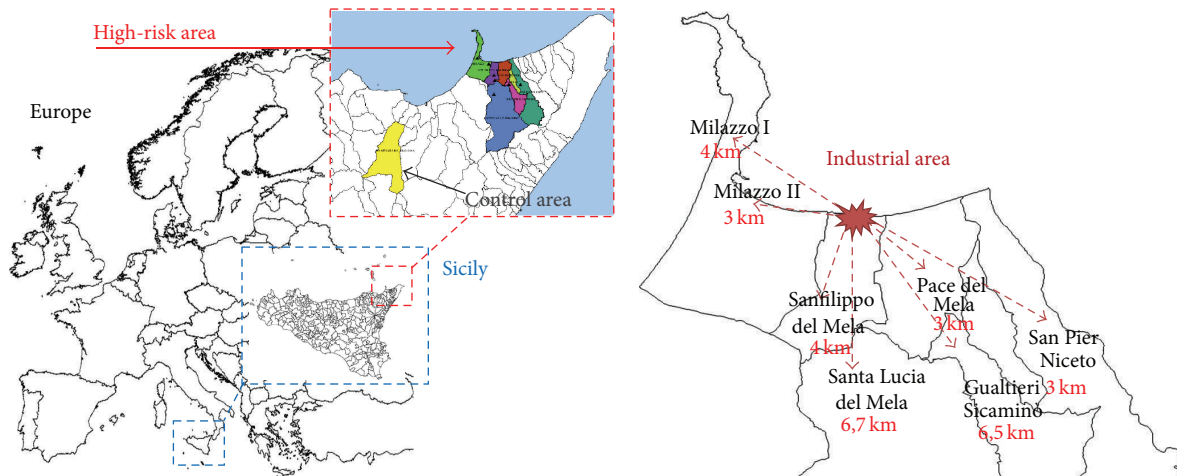 High-risk area
Europe
Control area
Sicily
Milazzo I
4 km
Industrial area
Milazzo II
3 km
Sanfilippo
del Mela
4 km
Pace del
Mela
3 km
San Pier
Niceto
3 km
Santa Lucia
del Mela
6,7 km
Gualtieri
Sicaminò
6,5 km